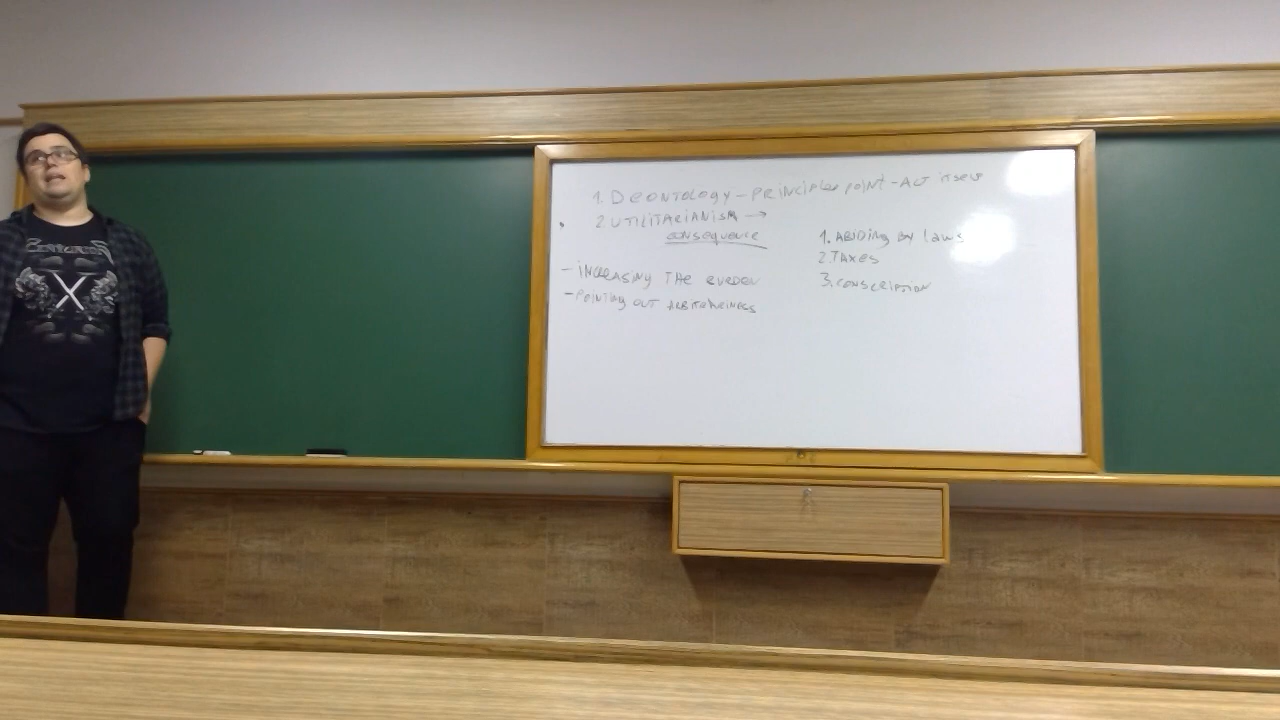 1. DEONTOLOGY – PRINCIPLED POINT – ACT ITSELF
2. UTILITARIANISM →
CONSEQUENCE
– INCREASING THE BURDEN
– POINTING OUT ARBITRARINESS
1. ABIDING BY LAWS
2. TAXES
3. CONSCRIPTION
X